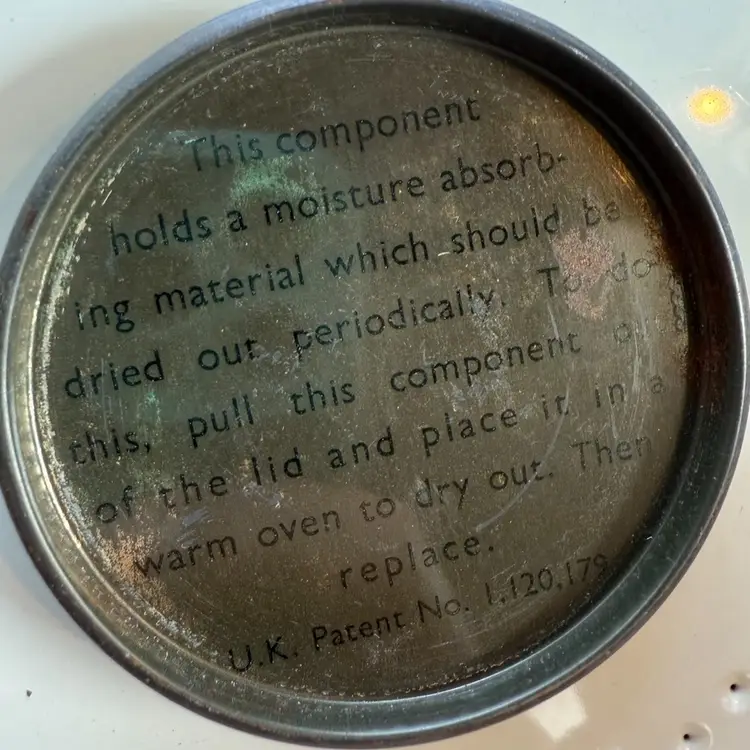 This component
holds a moisture absorb-
ing material which should be
dried out periodically. To do
this, pull this component out
of the lid and place it in a
warm oven to dry out. Then
replace.
U.K. Patent No. 1,120,179